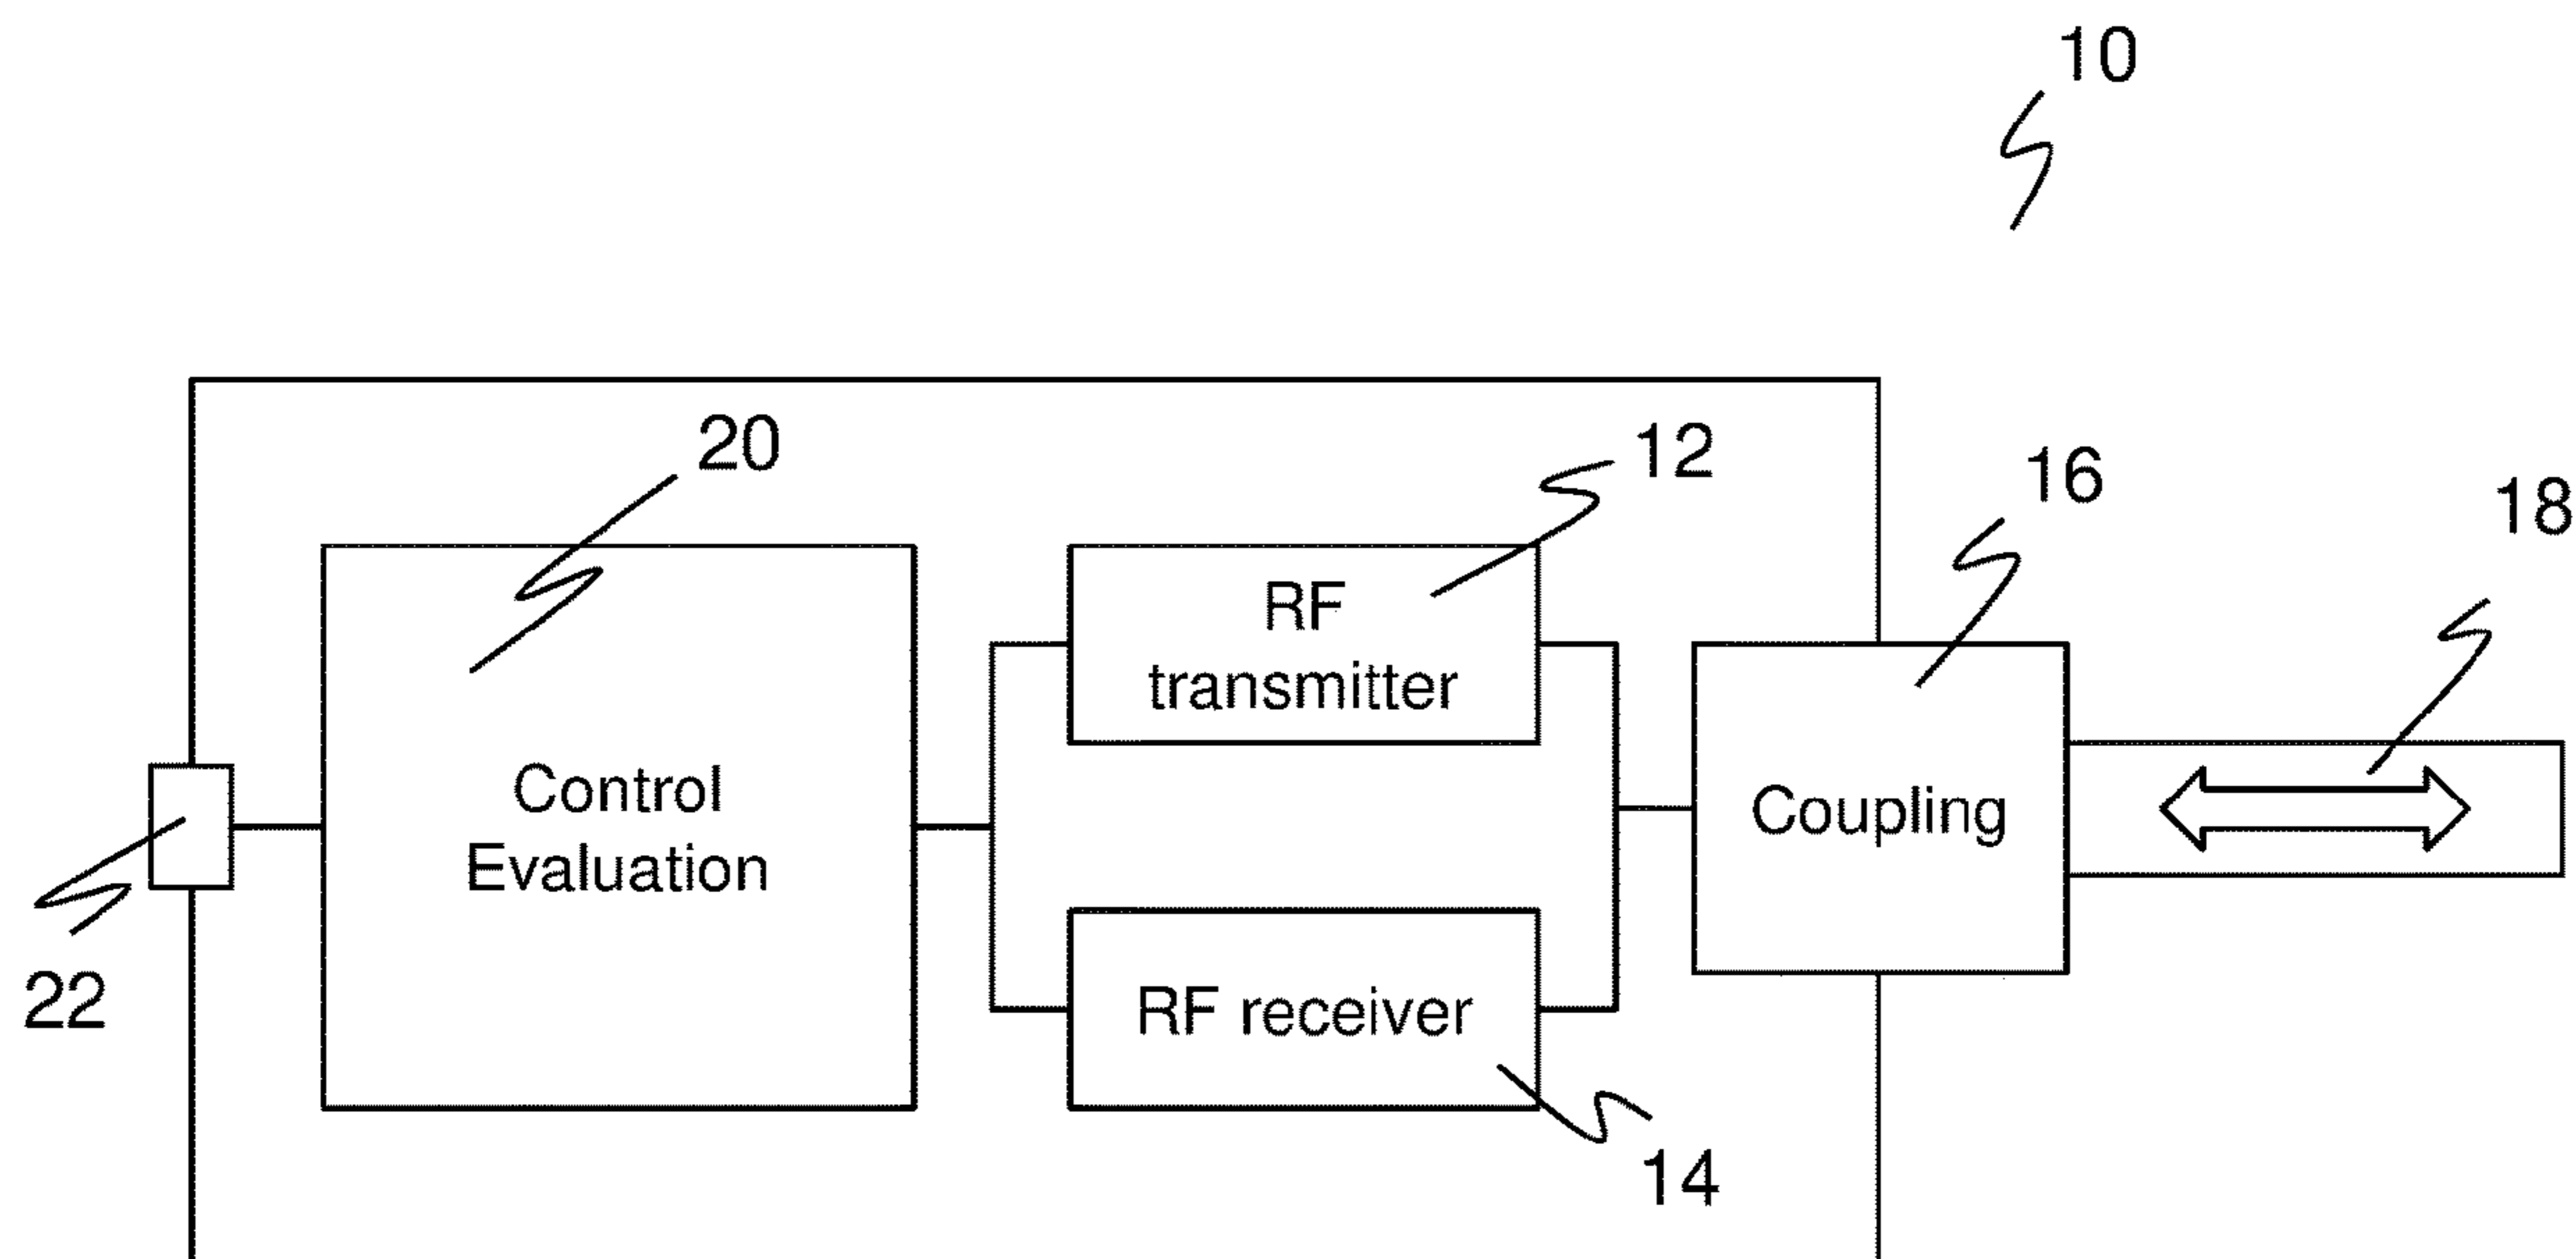 10
20
12
16
18
RF
transmitter
Control
Evaluation
Coupling
22
RF receiver
14